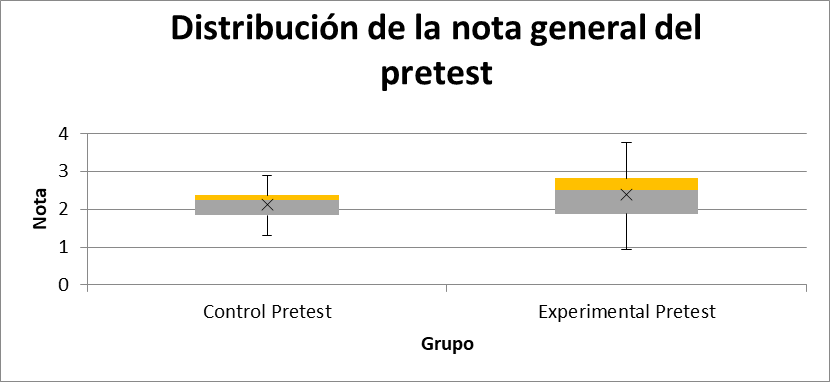 Distribución de la nota general del
pretest
Nota
4
3
2
1
0
Control Pretest
Experimental Pretest
Grupo